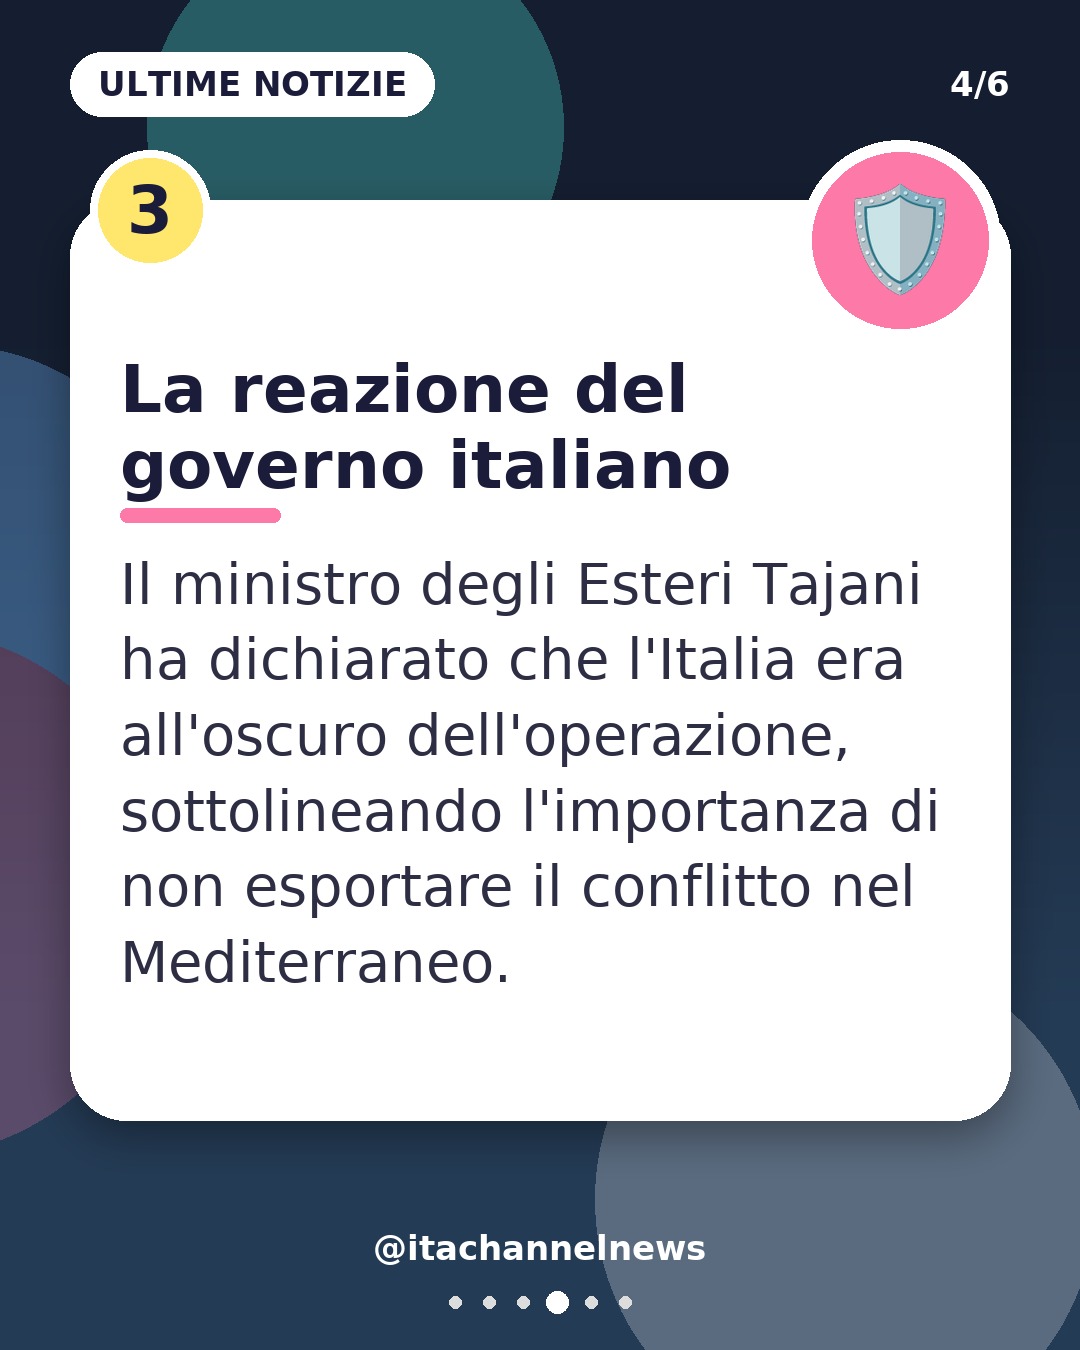 ULTIME NOTIZIE
4/6
3
La reazione del
governo italiano
Il ministro degli Esteri Tajani
ha dichiarato che l'Italia era
all'oscuro dell'operazione,
sottolineando l'importanza di
non esportare il conflitto nel
Mediterraneo.
@itachannelnews